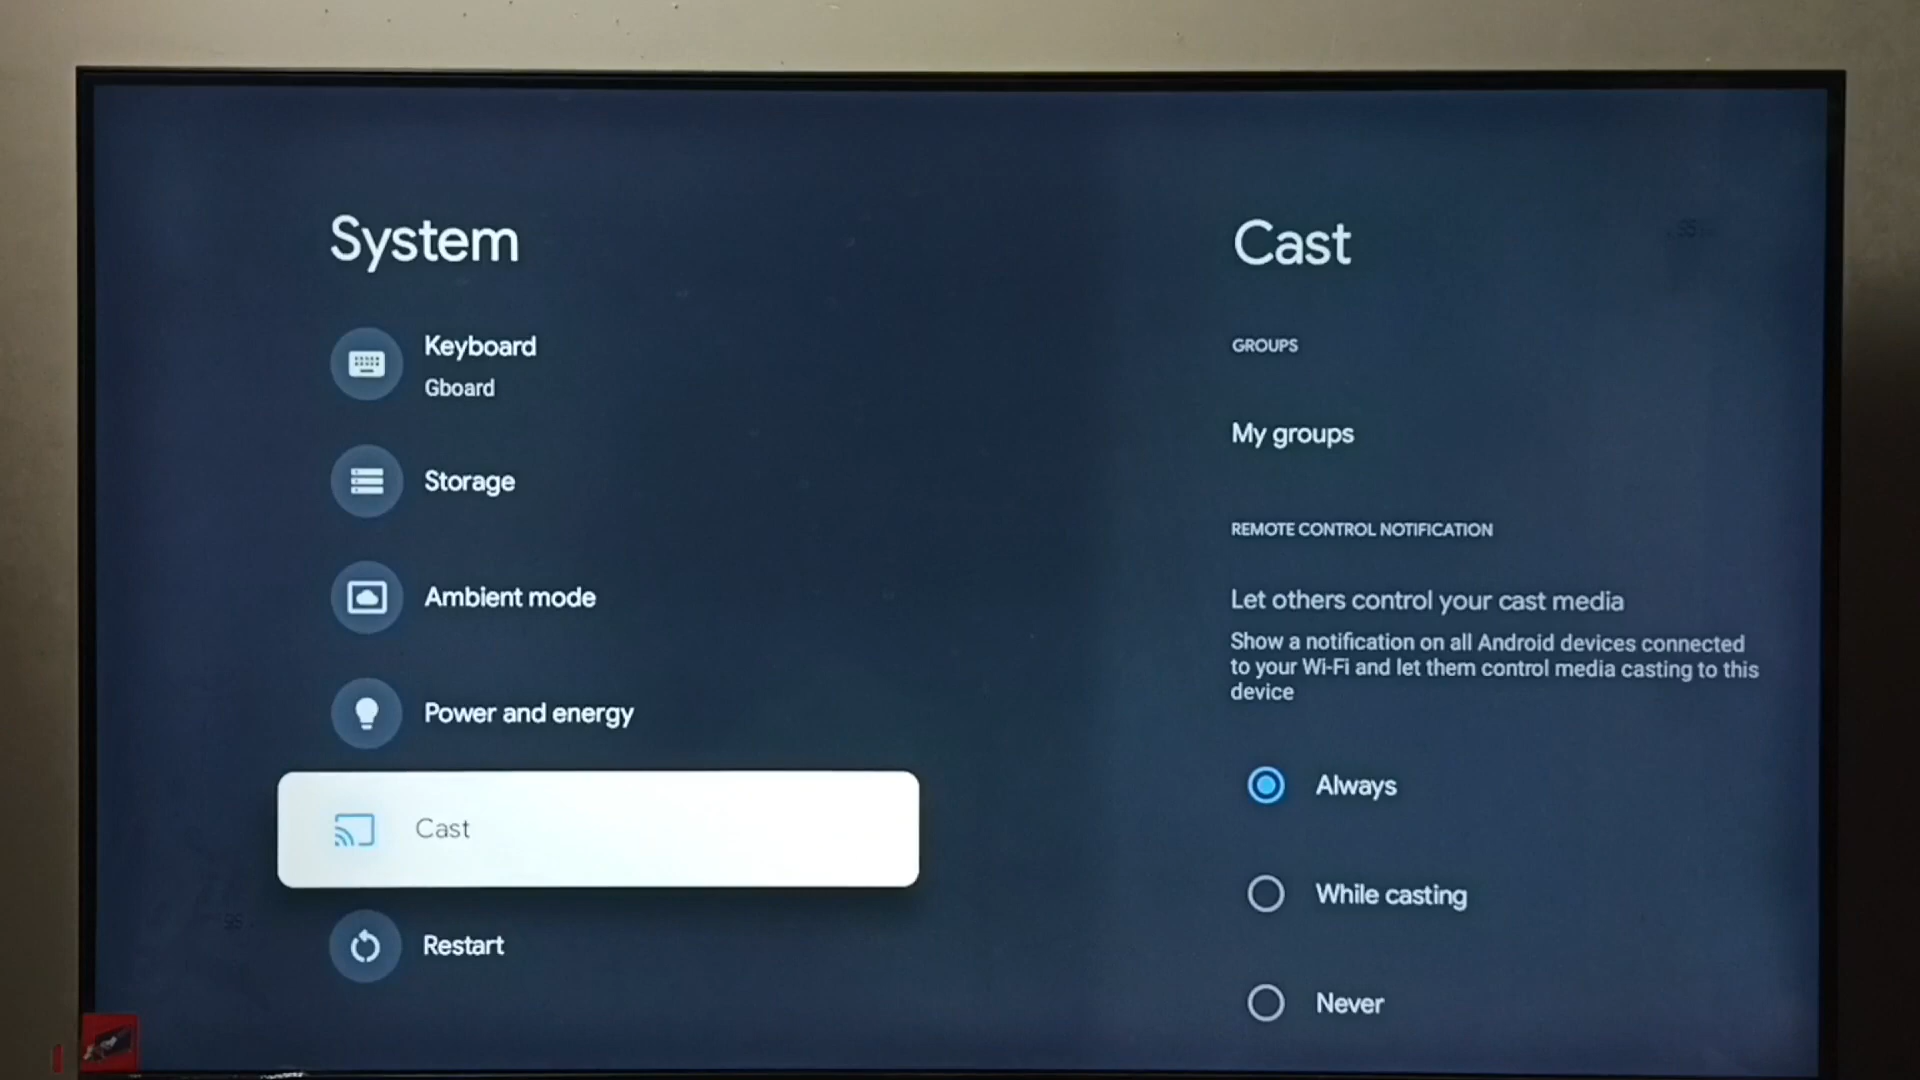 System
Keyboard
Gboard
Storage
Ambient mode
Power and energy
Cast
Restart
Cast
GROUPS
My groups
REMOTE CONTROL NOTIFICATION
Let others control your cast media
Show a notification on all Android devices connected
to your Wi-Fi and let them control media casting to this
device
Always
While casting
Never